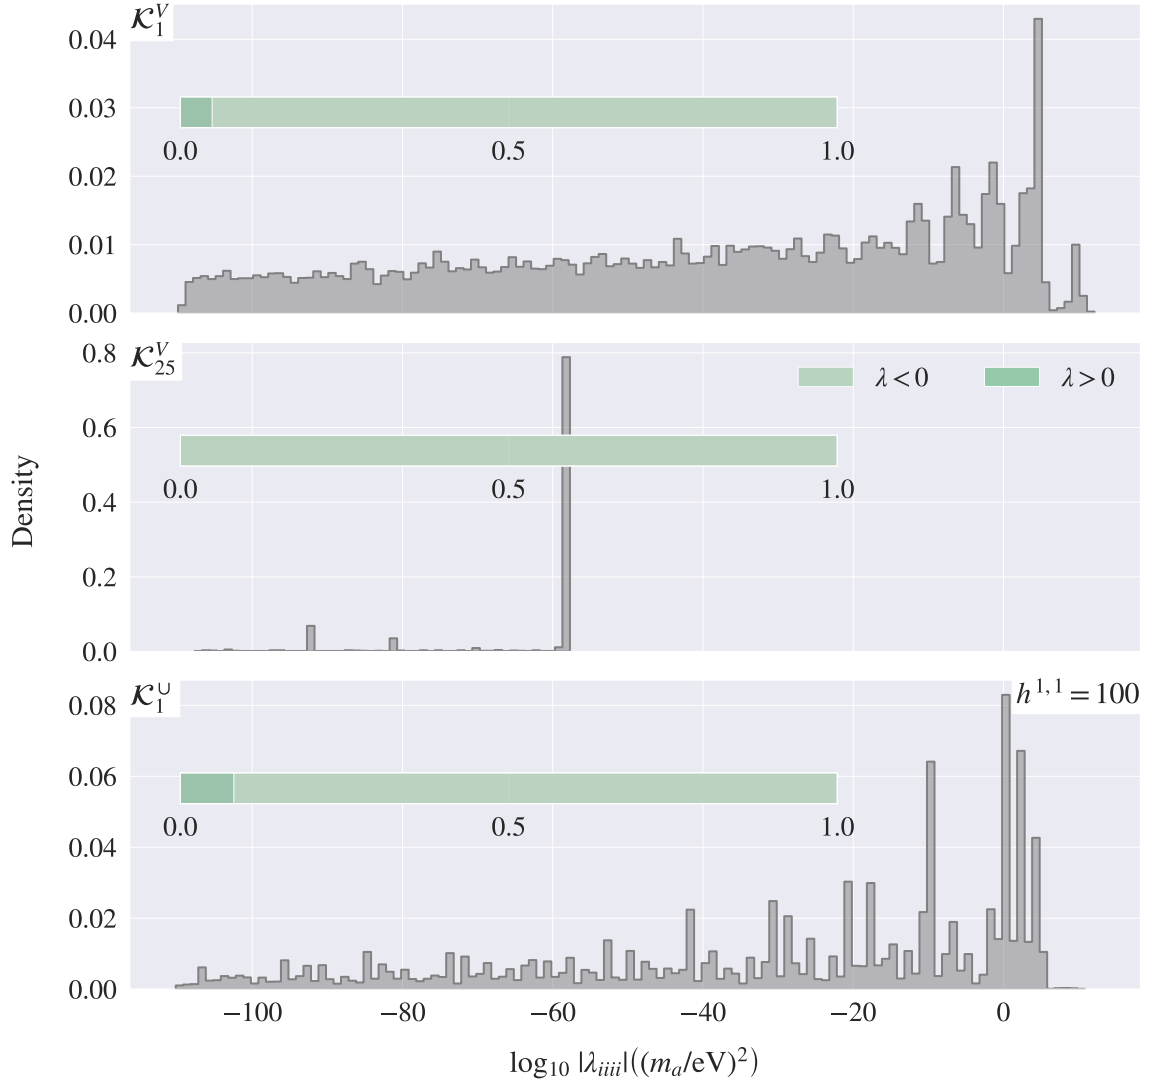 𝒦₁ⱽ
0.04
0.03
0.02
0.01
0.00
0.0 0.5 1.0
𝒦₂₅ⱽ
λ < 0 λ > 0
0.8
0.6
0.4
0.2
0.0
0.0 0.5 1.0
Density
𝒦₁^∪
h^{1,1} = 100
0.08
0.06
0.04
0.02
0.00
0.0 0.5 1.0
−100 −80 −60 −40 −20 0
log₁₀ |λ_{iiii}|((m_a/eV)²)